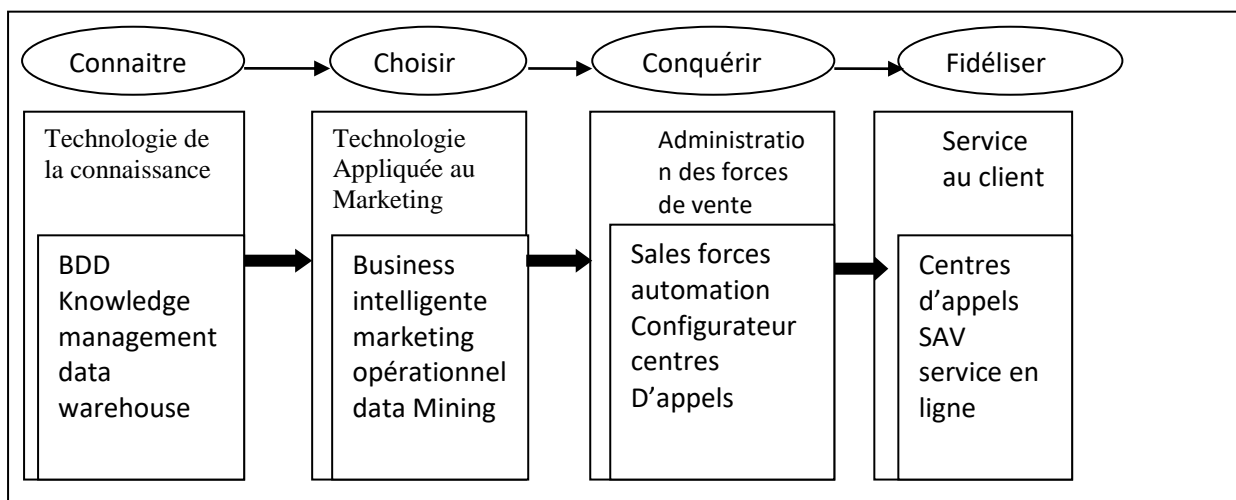 Connaitre
Choisir
Conquérir
Fidéliser
Technologie de
la connaissance
BDD
Knowledge
management
data
warehouse
Technologie
Appliquée au
Marketing
Business
intelligente
marketing
opérationnel
data Mining
Administratio
n des forces
de vente
Sales forces
automation
Configurateur
centres
D’appels
Service
au client
Centres
d’appels
SAV
service en
ligne